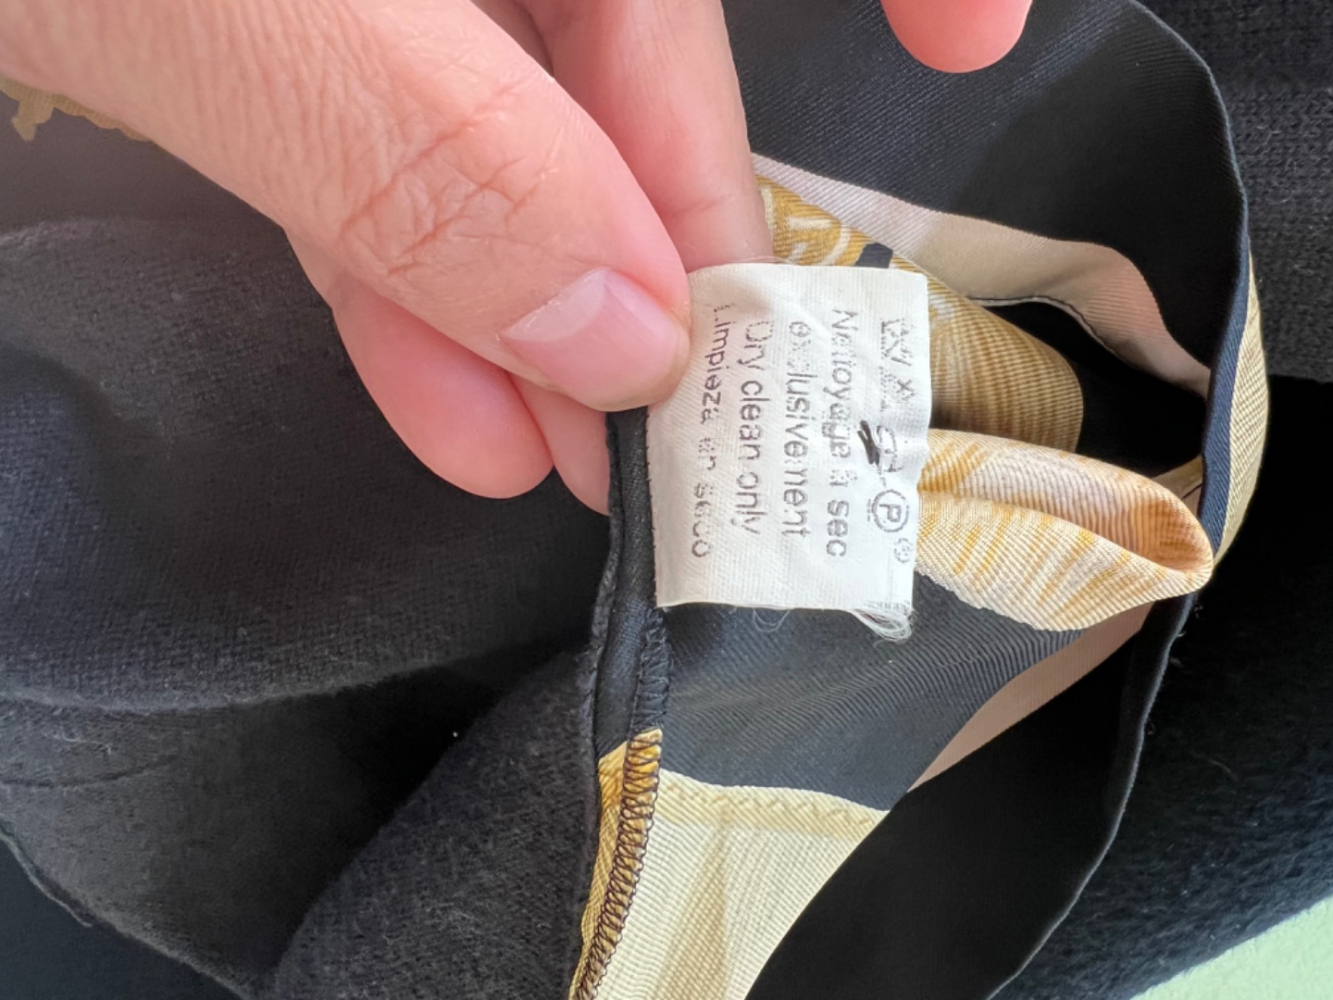 P
Nettoyage à sec
exclusivement
Dry clean only
Limpieza en seco